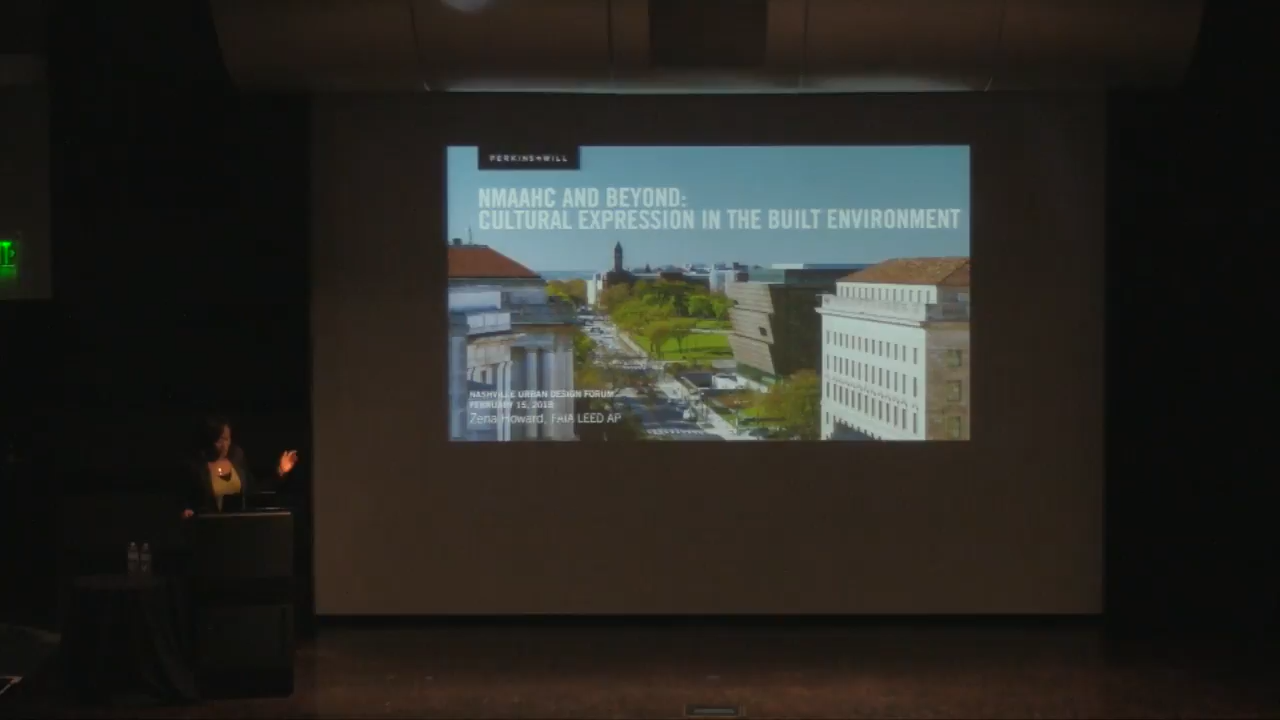 PERKINS+WILL
NMAAHC AND BEYOND:
CULTURAL EXPRESSION IN THE BUILT ENVIRONMENT
NASHVILLE URBAN DESIGN FORUM
FEBRUARY 15, 2018
Zena Howard, FAIA LEED AP